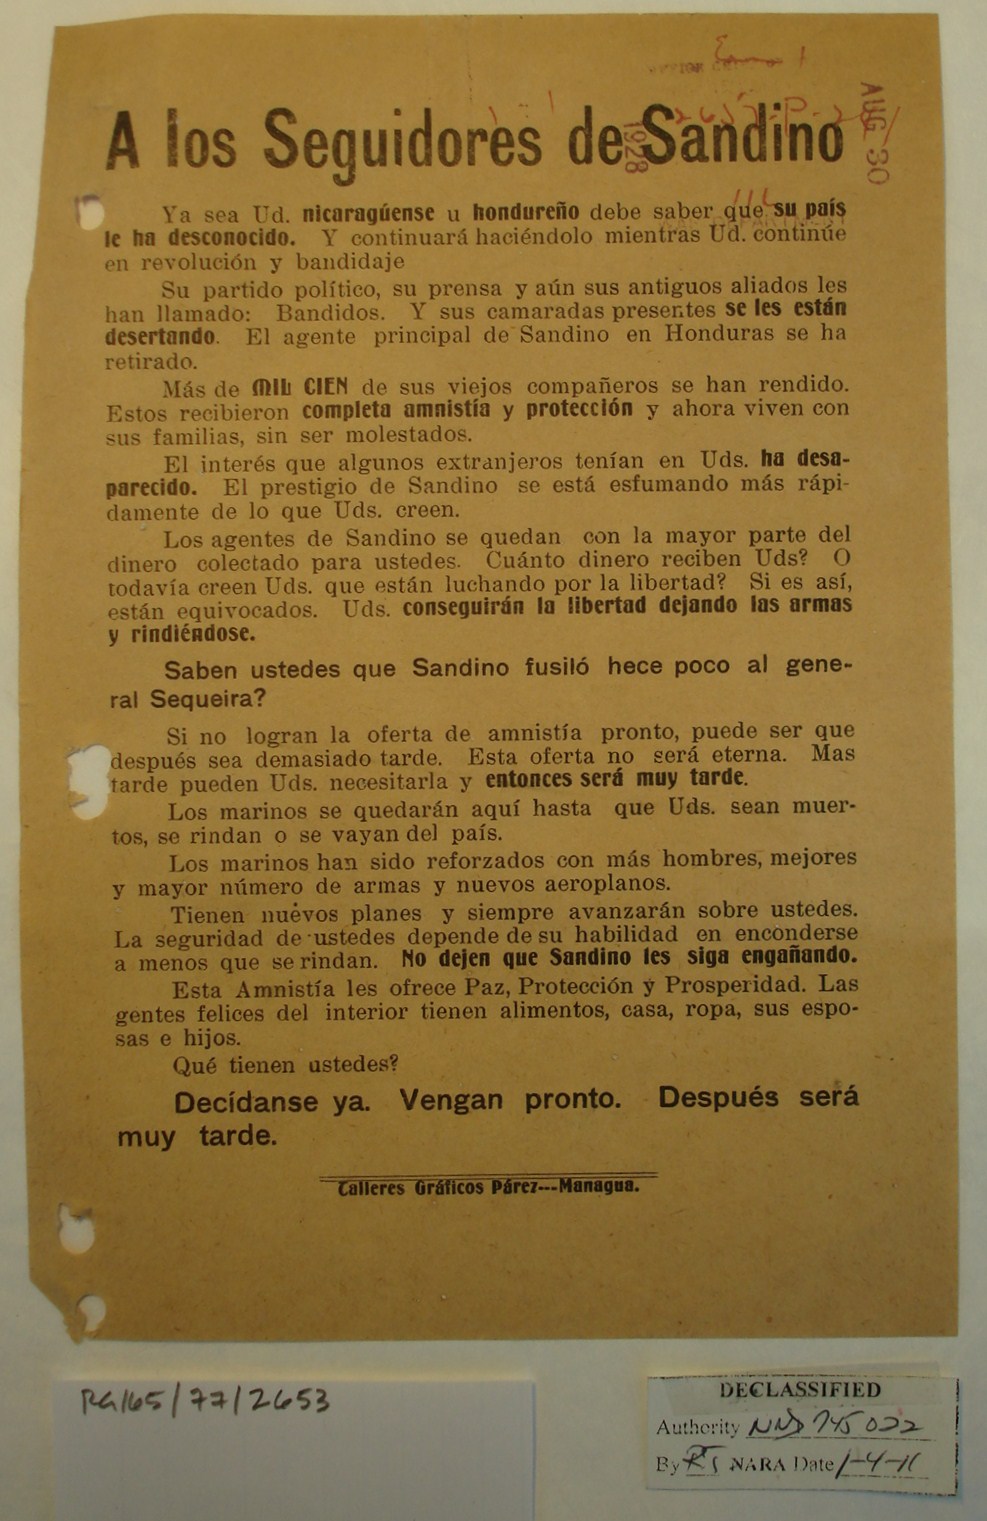 A los Seguidores de Sandino
AUG 30
1928
Ya sea Ud. nicaragúense u hondureño debe saber que su país
le ha desconocido. Y continuará haciéndolo mientras Ud. continúe
en revolución y bandidaje
Su partido político, su prensa y aún sus antiguos aliados les
han llamado: Bandidos. Y sus camaradas presentes se les están
desertando. El agente principal de Sandino en Honduras se ha
retirado.
Más de MIL CIEN de sus viejos compañeros se han rendido.
Estos recibieron completa amnistía y protección y ahora viven con
sus familias, sin ser molestados.
El interés que algunos extranjeros tenían en Uds. ha desa-
parecido. El prestigio de Sandino se está esfumando más rápi-
damente de lo que Uds. creen.
Los agentes de Sandino se quedan con la mayor parte del
dinero colectado para ustedes. Cuánto dinero reciben Uds? O
todavía creen Uds. que están luchando por la libertad? Si es así,
están equivocados. Uds. conseguirán la libertad dejando las armas
y rindiéndose.
Saben ustedes que Sandino fusiló hece poco al gene-
ral Sequeira?
Si no logran la oferta de amnistía pronto, puede ser que
después sea demasiado tarde. Esta oferta no será eterna. Mas
tarde pueden Uds. necesitarla y entonces será muy tarde.
Los marinos se quedarán aquí hasta que Uds. sean muer-
tos, se rindan o se vayan del país.
Los marinos han sido reforzados con más hombres, mejores
y mayor número de armas y nuevos aeroplanos.
Tienen nuévos planes y siempre avanzarán sobre ustedes.
La seguridad de ustedes depende de su habilidad en enconderse
a menos que se rindan. No dejen que Sandino les siga engañando.
Esta Amnistía les ofrece Paz, Protección y Prosperidad. Las
gentes felices del interior tienen alimentos, casa, ropa, sus espo-
sas e hijos.
Qué tienen ustedes?
Decídanse ya. Vengan pronto. Después será
muy tarde.
Talleres Gráficos Párez---Managua.
RG165/77/2653
DECLASSIFIED
Authority NND 745022
By RT NARA Date 1-4-11